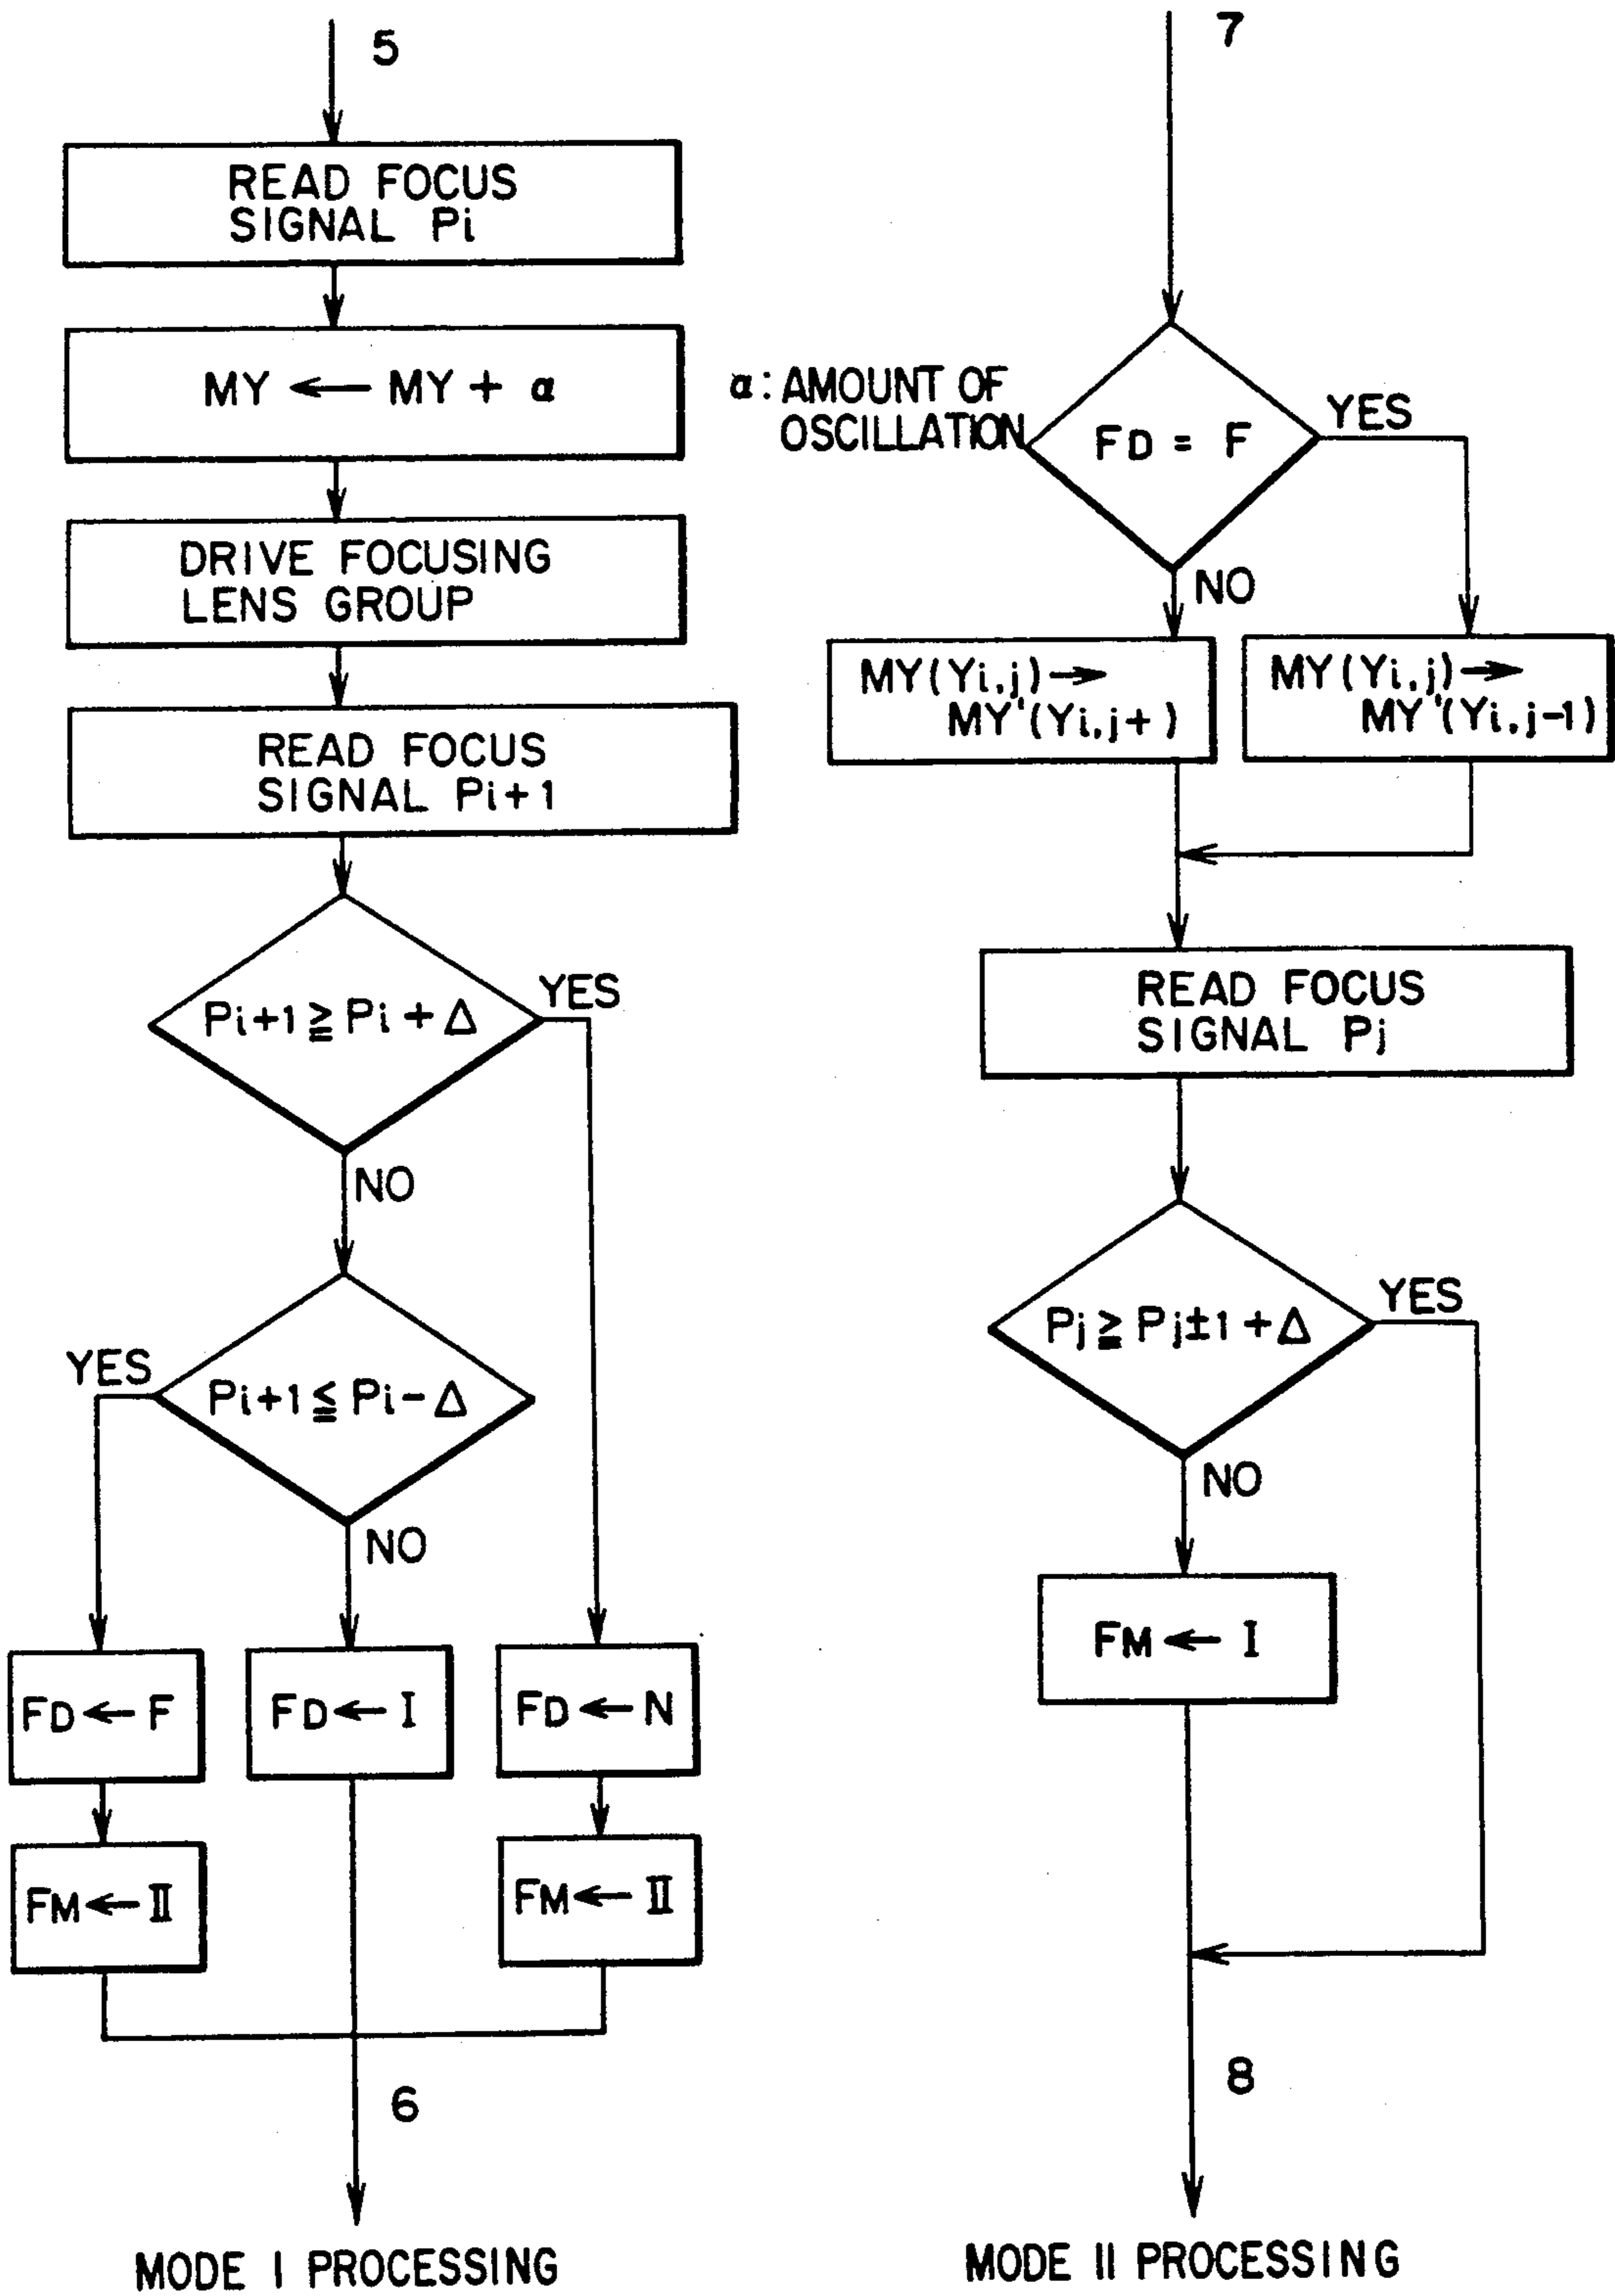 5
READ FOCUS
SIGNAL Pi
MY ← MY + α
DRIVE FOCUSING
LENS GROUP
READ FOCUS
SIGNAL Pi+1
Pi+1 ≧ Pi + Δ
YES
NO
Pi+1 ≦ Pi - Δ
YES
NO
FD ← F
FD ← I
FD ← N
FM ← II
FM ← II
6
MODE I PROCESSING
7
α: AMOUNT OF
OSCILLATION
FD = F
YES
NO
MY(Yi,j) →
MY'(Yi,j+ )
MY(Yi,j) →
MY'(Yi,j-1)
READ FOCUS
SIGNAL Pj
Pj ≧ Pj±1 + Δ
YES
NO
FM ← I
8
MODE II PROCESSING